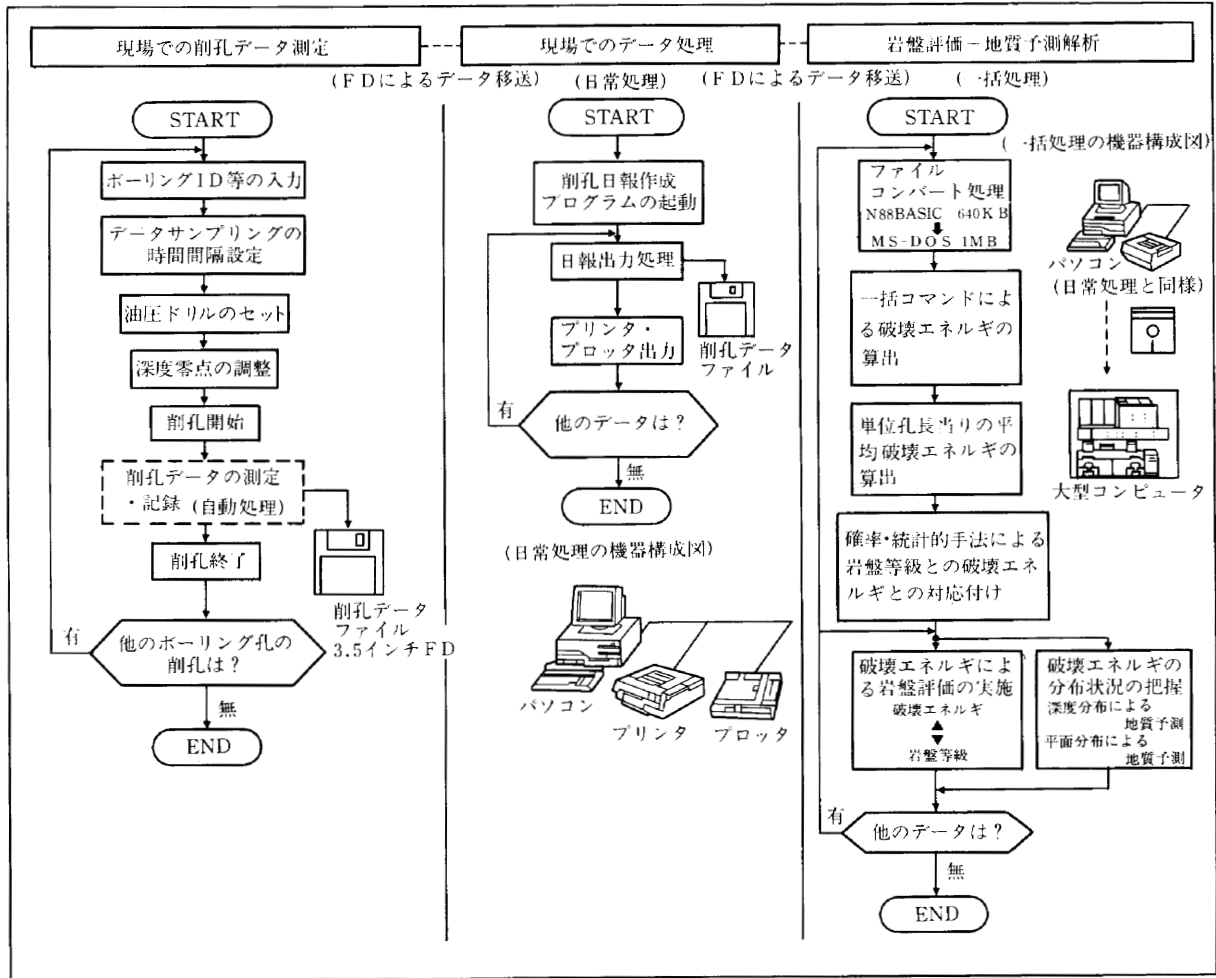 現場での削孔データ測定
現場でのデータ処理
岩盤評価－地質予測解析
(FDによるデータ移送)
(日常処理)
(FDによるデータ移送)
(一括処理)
START
ボーリングID等の入力
データサンプリングの
時間間隔設定
油圧ドリルのセット
深度零点の調整
削孔開始
削孔データの測定
・記録 (自動処理)
削孔終了
削孔データ
ファイル
3.5インチFD
有
他のボーリング孔の
削孔は?
無
END
START
削孔日報作成
プログラムの起動
日報出力処理
プリンタ・
プロッタ出力
削孔データ
ファイル
有
他のデータは?
無
END
(日常処理の機器構成図)
パソコン
プリンタ
プロッタ
START
(一括処理の機器構成図)
ファイル
コンバート処理
N88BASIC 640KB
MS-DOS 1MB
パソコン
(日常処理と同様)
一括コマンドによ
る破壊エネルギの
算出
単位孔長当りの平
均破壊エネルギの
算出
大型コンピュータ
確率・統計的手法による
岩盤等級との破壊エネ
ルギとの対応付け
破壊エネルギによ
る岩盤評価の実施
破壊エネルギ
岩盤等級
破壊エネルギの
分布状況の把握
深度分布による
地質予測
平面分布による
地質予測
有
他のデータは?
無
END